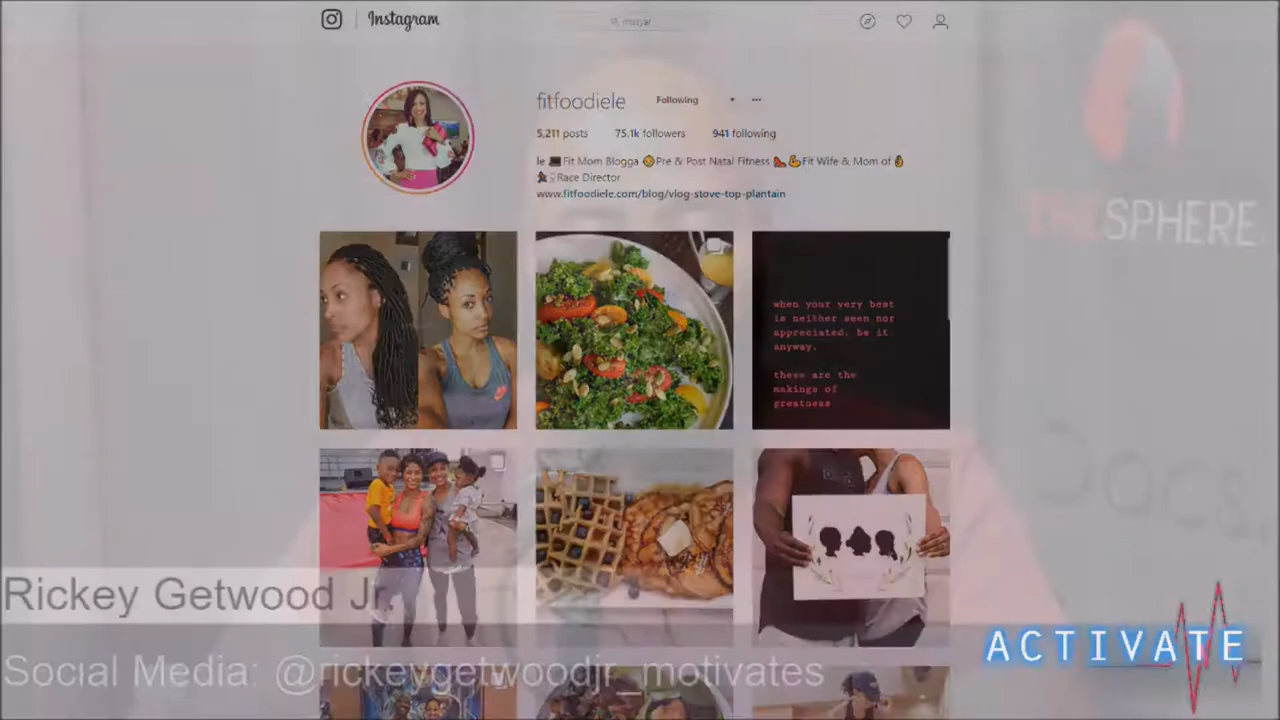 Instagram
fitfoodiele
Following
5,211 posts 75.1k followers 941 following
le Fit Mom Blogga Pre & Post Natal Fitness Fit Wife & Mom of
Race Director
www.fitfoodiele.com/blog/vlog-stove-top-plantain
THE SPHERE
when your very best
is neither seen nor
appreciated. be it
anyway.
these are the
makings of
greatness
Rickey Getwood Jr.
ACTIVATE
Social Media: @rickeygetwoodjr_motivates